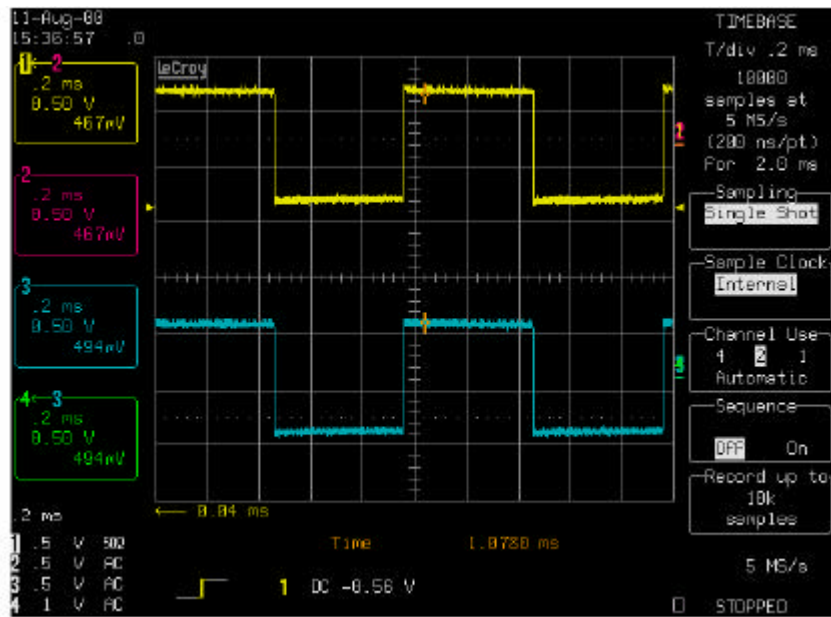 11-Aug-00
15:36:57
LeCroy
1 2
.2 ms
0.50 V
467mV
2
.2 ms
0.50 V
467mV
3
.2 ms
0.50 V
494mV
4 3
.2 ms
0.50 V
494mV
.2 ms
0.04 ms
1 .5 V 50Ω
2 .5 V AC
3 .5 V AC
4 1 V AC
Time 1.0780 ms
1 DC -0.56 V
TIMEBASE
T/div .2 ms
10000
samples at
5 MS/s
(200 ns/pt)
for 2.0 ms
Sampling
Single Shot
Sample Clock
Internal
Channel Use
4 2 1
Automatic
Sequence
Off On
Record up to
10k
samples
5 MS/s
STOPPED